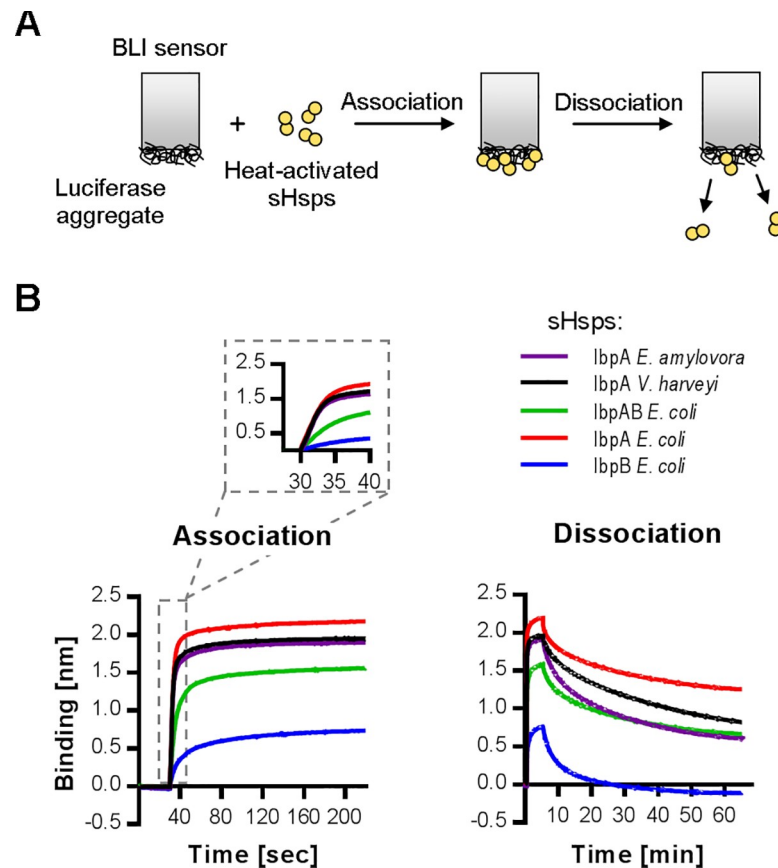 A
BLI sensor
+
Association
Dissociation
Luciferase
aggregate
Heat-activated
sHsps
B
sHsps:
IbpA E. amylovora
IbpA V. harveyi
IbpAB E. coli
IbpA E. coli
IbpB E. coli
2.5
1.5
0.5
30 35 40
Association
Binding [nm]
2.5
2.0
1.5
1.0
0.5
0.0
-0.5
40 80 120 160 200
Time [sec]
Dissociation
2.5
2.0
1.5
1.0
0.5
0.0
-0.5
10 20 30 40 50 60
Time [min]